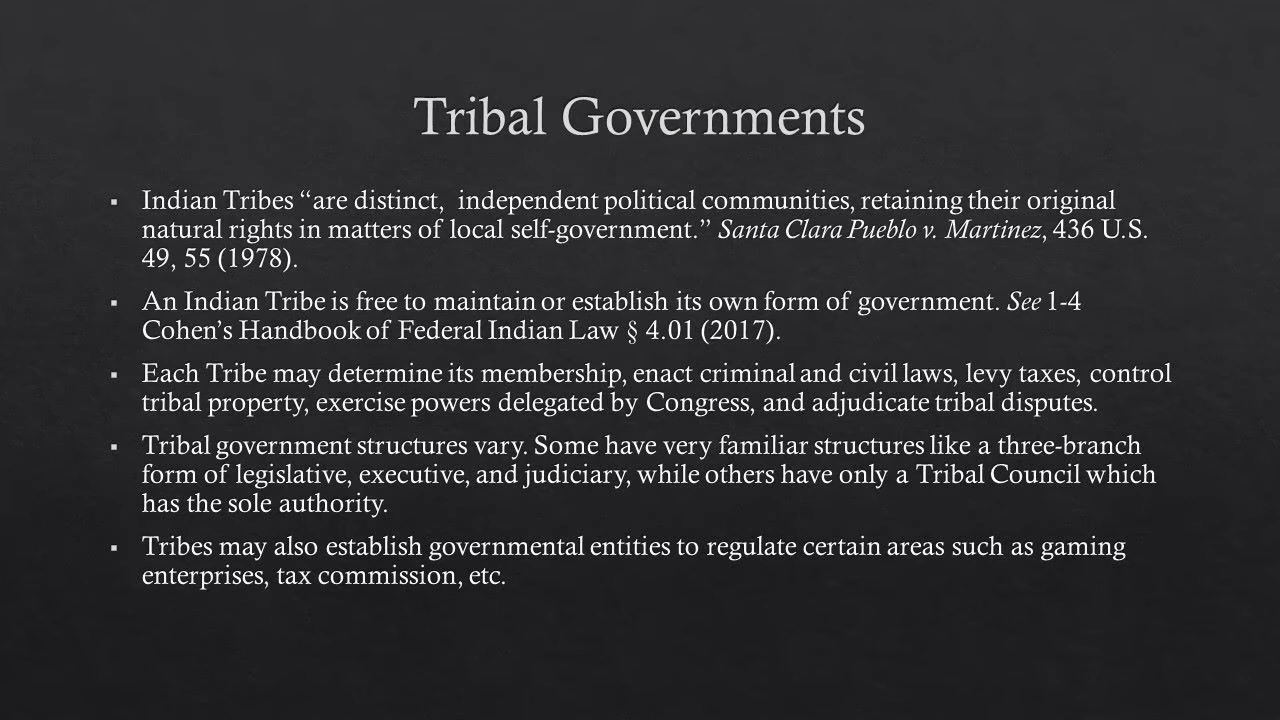 Tribal Governments
▪ Indian Tribes “are distinct,  independent political communities, retaining their original
natural rights in matters of local self-government.” Santa Clara Pueblo v. Martinez, 436 U.S.
49, 55 (1978).
▪ An Indian Tribe is free to maintain or establish its own form of government. See 1-4
Cohen’s Handbook of Federal Indian Law § 4.01 (2017).
▪ Each Tribe may determine its membership, enact criminal and civil laws, levy taxes, control
tribal property, exercise powers delegated by Congress, and adjudicate tribal disputes.
▪ Tribal government structures vary. Some have very familiar structures like a three-branch
form of legislative, executive, and judiciary, while others have only a Tribal Council which
has the sole authority.
▪ Tribes may also establish governmental entities to regulate certain areas such as gaming
enterprises, tax commission, etc.